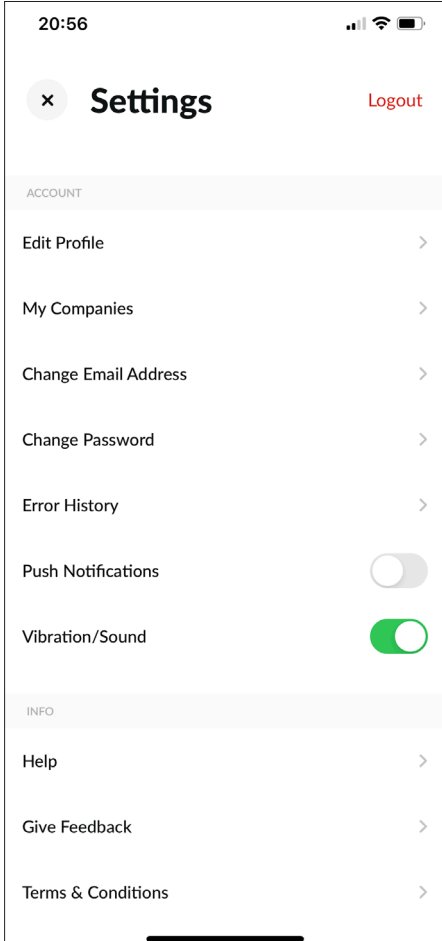 20:56
Settings
Logout
ACCOUNT
Edit Profile
My Companies
Change Email Address
Change Password
Error History
Push Notifications
Vibration/Sound
INFO
Help
Give Feedback
Terms & Conditions